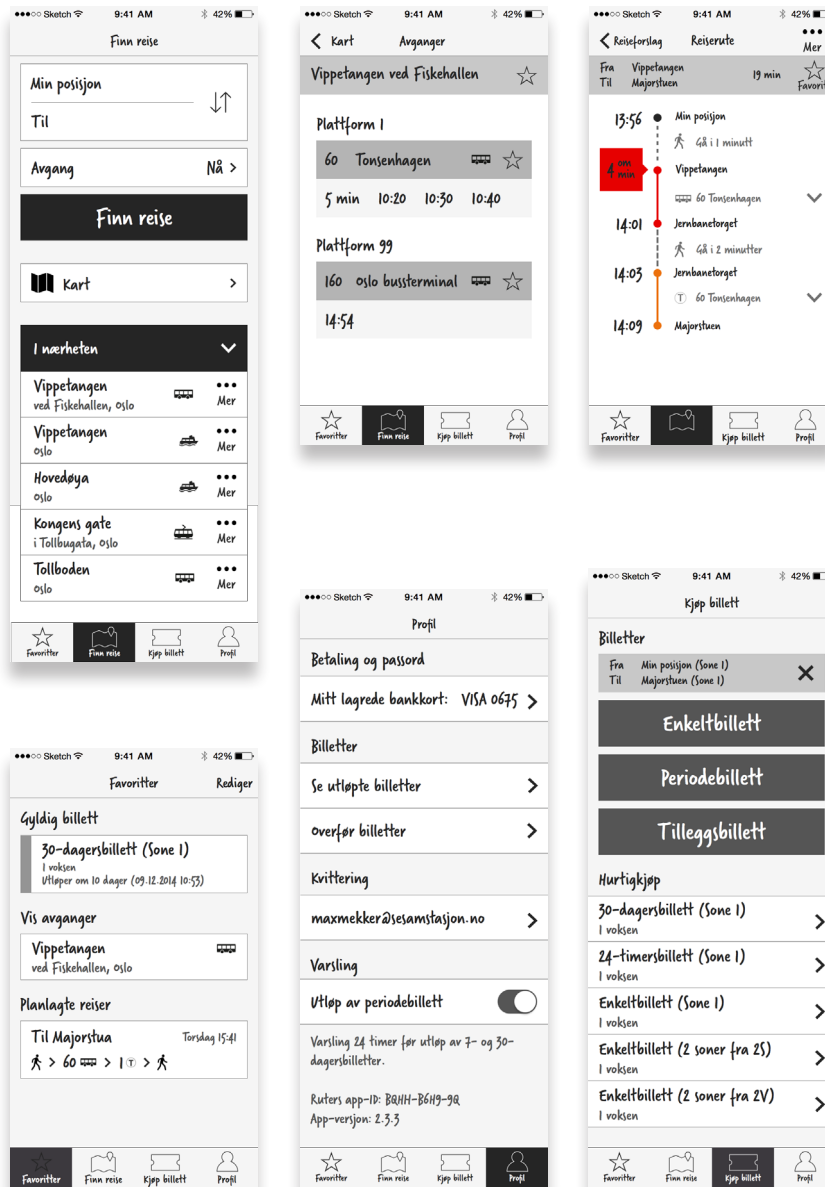 Sketch 9:41 AM 42%
Finn reise
Min posisjon
Til
Avgang Nå >
Finn reise
Kart >
I nærheten
Vippetangen
ved Fiskehallen, Oslo
Mer
Vippetangen
Oslo
Mer
Hovedøya
Oslo
Mer
Kongens gate
i Tollbugata, Oslo
Mer
Tollboden
Oslo
Mer
Favoritter Finn reise Kjøp billett Profil
Sketch 9:41 AM 42%
Kart Avganger
Vippetangen ved Fiskehallen
Plattform 1
60 Tonsenhagen
5 min 10:20 10:30 10:40
Plattform 99
160 Oslo bussterminal
14:54
Favoritter Finn reise Kjøp billett Profil
Sketch 9:41 AM 42%
Reiseforslag Reiserute Mer
Fra Vippetangen
Til Majorstuen
19 min
Favorit
13:56 Min posisjon
Gå i 1 minutt
4 om min Vippetangen
60 Tonsenhagen
14:01 Jernbanetorget
Gå i 2 minutter
14:03 Jernbanetorget
T 60 Tonsenhagen
14:09 Majorstuen
Favoritter Kjøp billett Profil
Sketch 9:41 AM 42%
Favoritter Rediger
Gyldig billett
30-dagersbillett (Sone 1)
1 voksen
Utløper om 10 dager (09.12.2014 10:53)
Vis avganger
Vippetangen
ved Fiskehallen, Oslo
Planlagte reiser
Til Majorstua Torsdag 15:41
> 60 > 1 T >
Favoritter Finn reise Kjøp billett Profil
Sketch 9:41 AM 42%
Profil
Betaling og passord
Mitt lagrede bankkort: VISA 0675
Billetter
Se utløpte billetter
Overfør billetter
Kvittering
maxmekker@sesamstasjon.no
Varsling
Utløp av periodebillett
Varsling 24 timer før utløp av 7- og 30-
dagersbilletter.
Ruters app-ID: BQHH-B6H9-9Q
App-versjon: 2.3.3
Favoritter Finn reise Kjøp billett Profil
Sketch 9:41 AM 42%
Kjøp billett
Billetter
Fra Min posisjon (Sone 1)
Til Majorstuen (Sone 1)
Enkeltbillett
Periodebillett
Tilleggsbillett
Hurtigkjøp
30-dagersbillett (Sone 1)
1 voksen
24-timersbillett (Sone 1)
1 voksen
Enkeltbillett (Sone 1)
1 voksen
Enkeltbillett (2 soner fra 2S)
1 voksen
Enkeltbillett (2 soner fra 2V)
1 voksen
Favoritter Finn reise Kjøp billett Profil